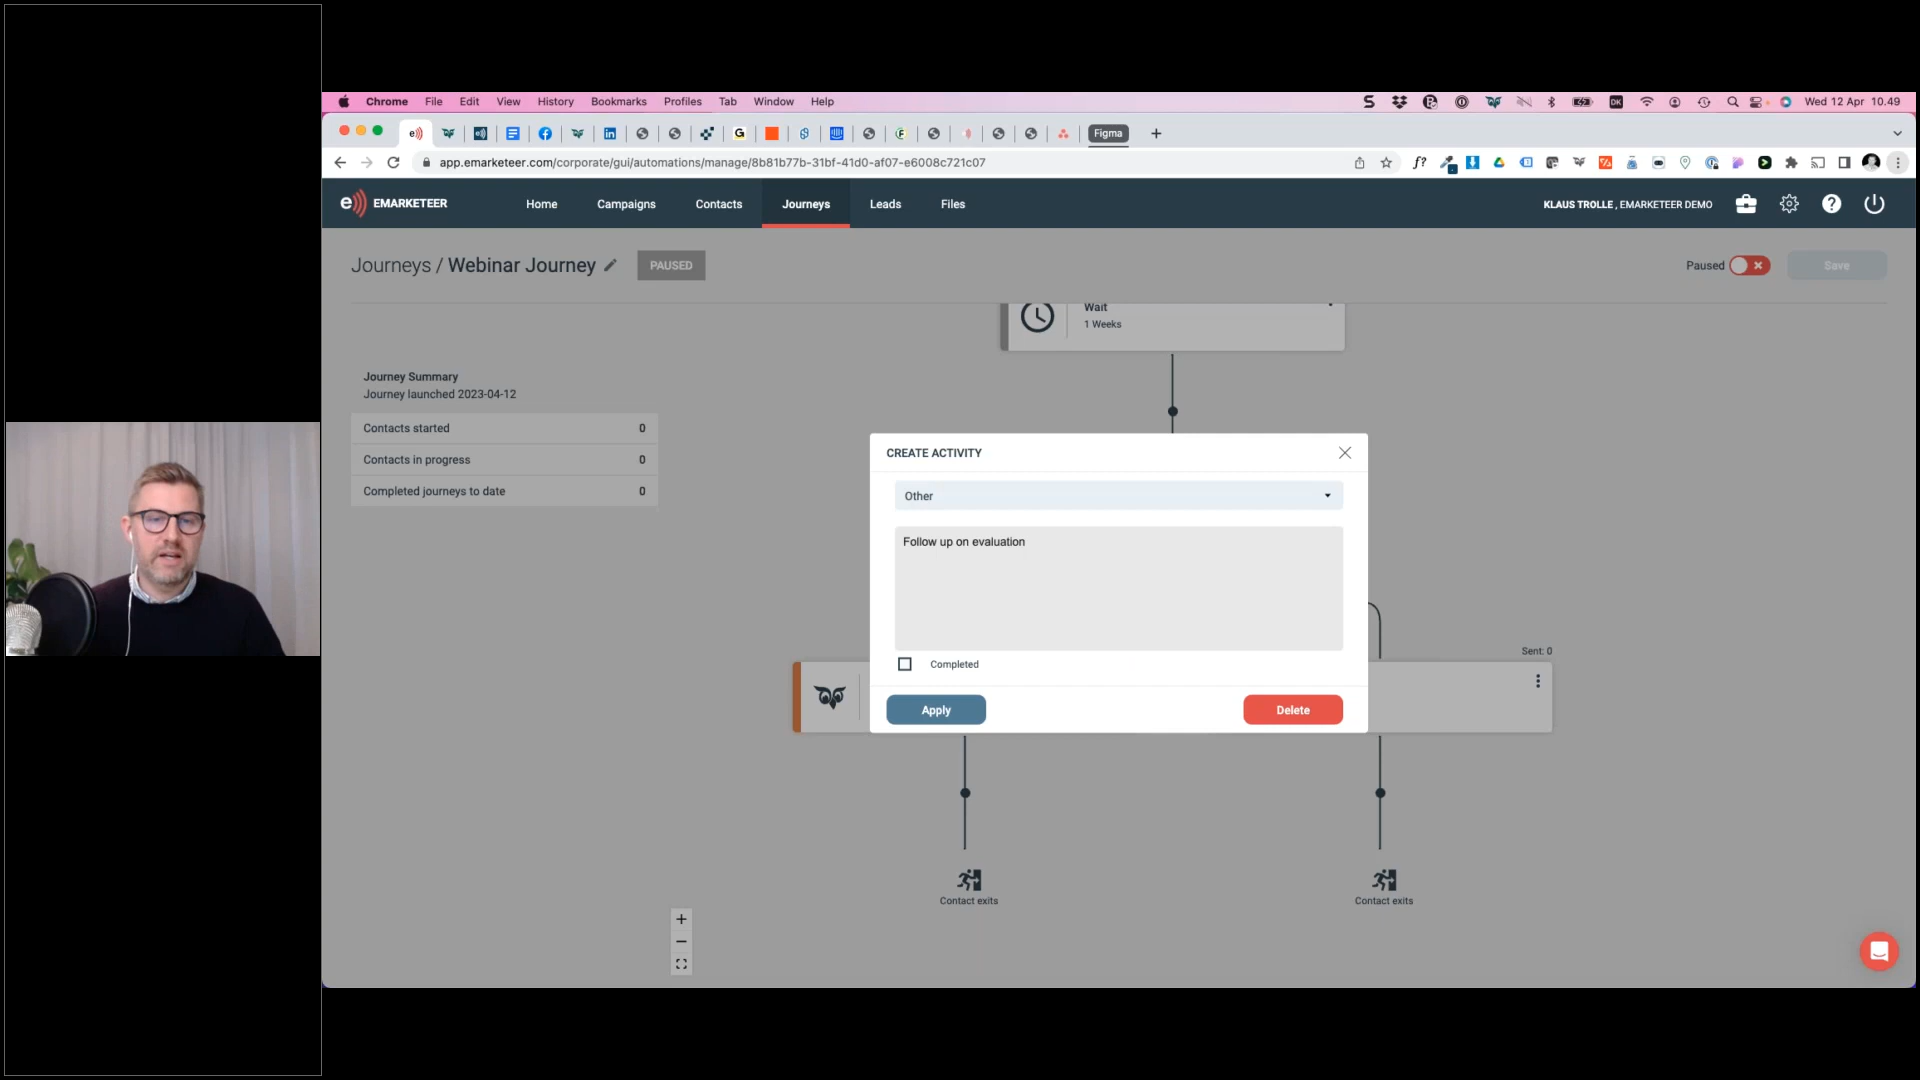 Chrome File Edit View History Bookmarks Profiles Tab Window Help
Wed 12 Apr 10.49
Figma
app.emarketeer.com/corporate/gui/automations/manage/8b81b77b-31bf-41d0-af07-e6008c721c07
e))) EMARKETEER
Home Campaigns Contacts Journeys Leads Files
KLAUS TROLLE , EMARKETEER DEMO
Journeys / Webinar Journey
PAUSED
Paused
Save
Wait
1 Weeks
Journey Summary
Journey launched 2023-04-12
Contacts started 0
Contacts in progress 0
Completed journeys to date 0
CREATE ACTIVITY
Other
Follow up on evaluation
Completed
Apply
Delete
Sent: 0
Contact exits
Contact exits